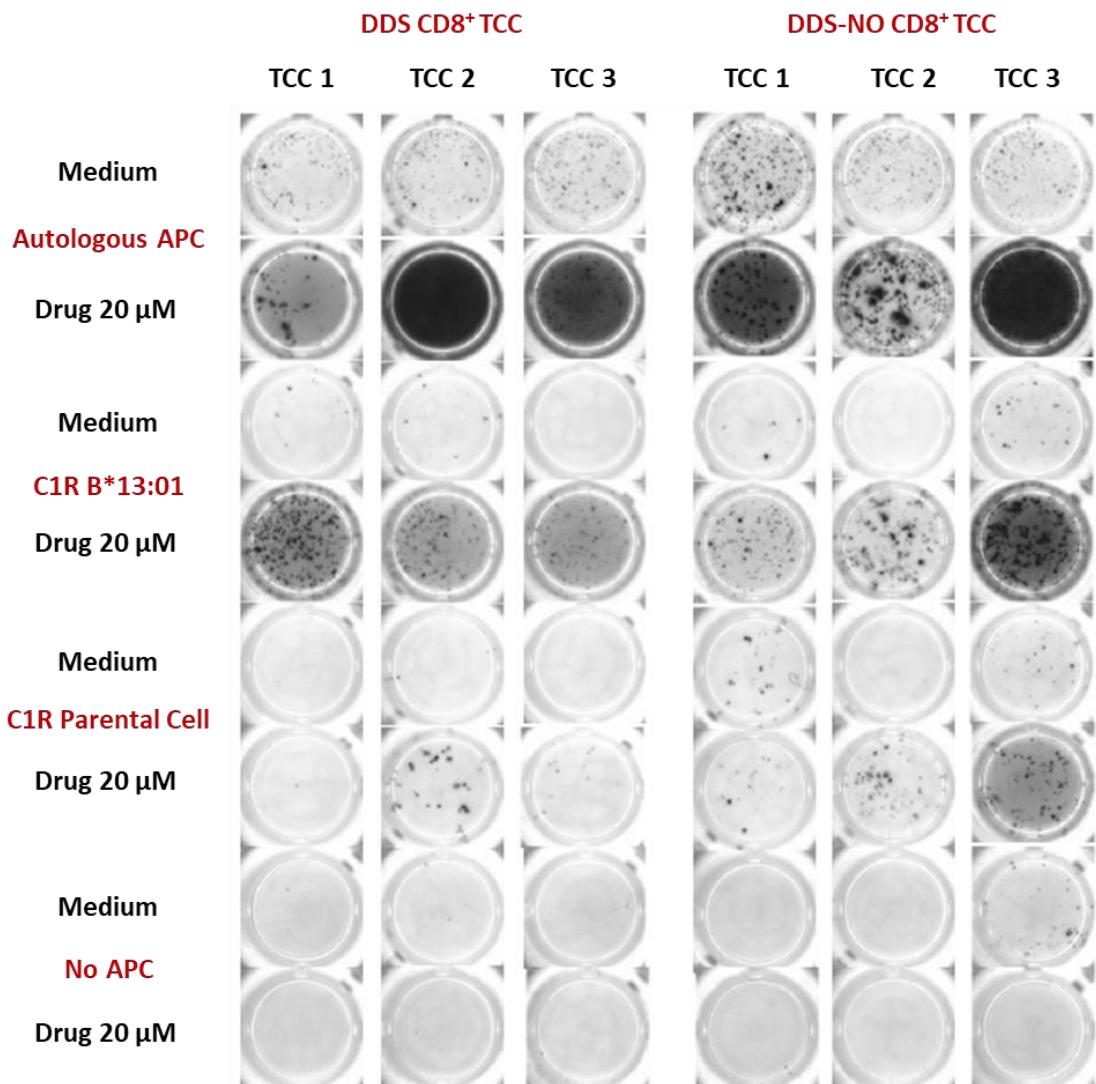 DDS CD8⁺ TCC DDS-NO CD8⁺ TCC
TCC 1 TCC 2 TCC 3 TCC 1 TCC 2 TCC 3
Medium
Autologous APC
Drug 20 µM
Medium
C1R B*13:01
Drug 20 µM
Medium
C1R Parental Cell
Drug 20 µM
Medium
No APC
Drug 20 µM